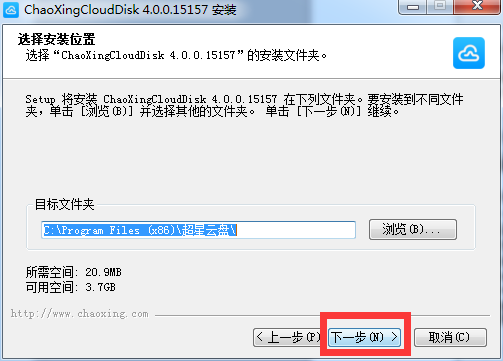 ChaoXingCloudDisk 4.0.0.15157 安装
选择安装位置
选择“ChaoXingCloudDisk 4.0.0.15157”的安装文件夹。
Setup 将安装 ChaoXingCloudDisk 4.0.0.15157 在下列文件夹。要安装到不同文件
夹，单击 [浏览(B)] 并选择其他的文件夹。 单击 [下一步(N)] 继续。
目标文件夹
C:\Program Files (x86)\超星云盘\
浏览(B)...
所需空间: 20.9MB
可用空间: 3.7GB
http://www.chaoxing.com
< 上一步(P)
下一步(N) >
取消(C)